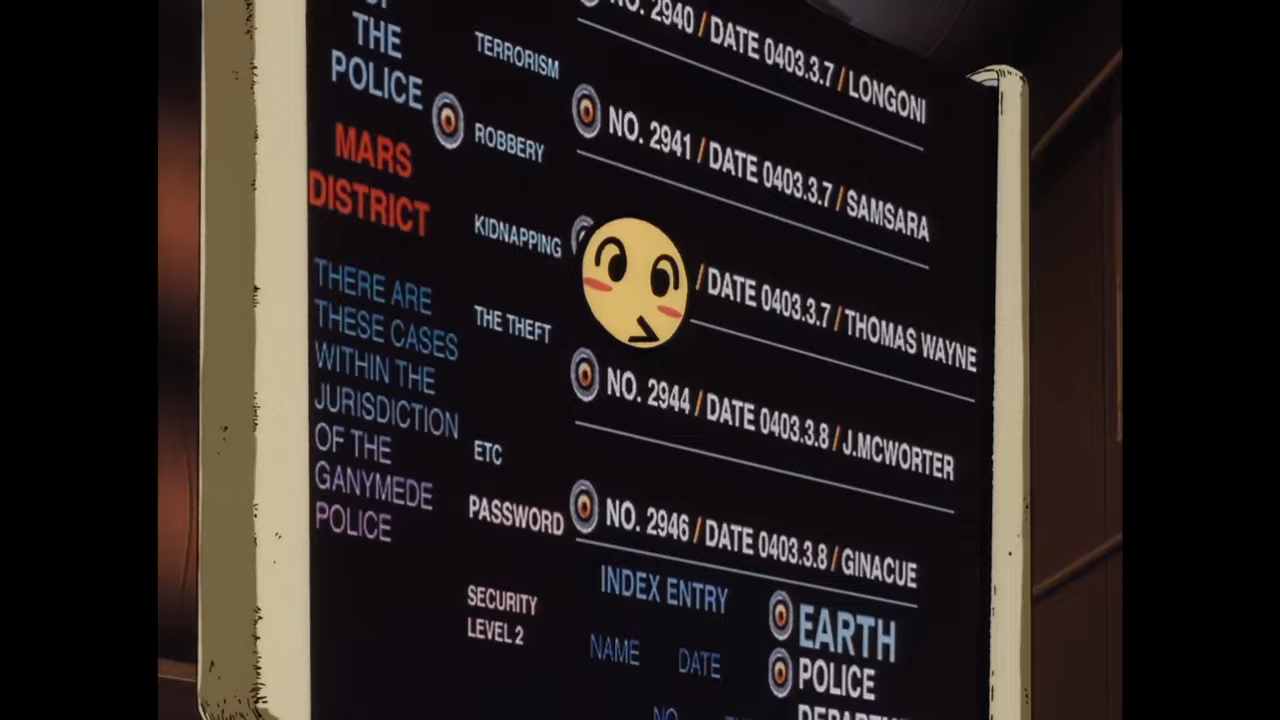 THE
POLICE
MARS
DISTRICT
THERE ARE
THESE CASES
WITHIN THE
JURISDICTION
OF THE
GANYMEDE
POLICE
TERRORISM
ROBBERY
KIDNAPPING
THE THEFT
ETC
PASSWORD
SECURITY
LEVEL 2
NO. 2940 / DATE 0403.3.7 / LONGONI
NO. 2941 / DATE 0403.3.7 / SAMSARA
/ DATE 0403.3.7 / THOMAS WAYNE
NO. 2944 / DATE 0403.3.8 / J.MCWORTER
NO. 2946 / DATE 0403.3.8 / GINACUE
INDEX ENTRY
NAME DATE
NO.
EARTH
POLICE